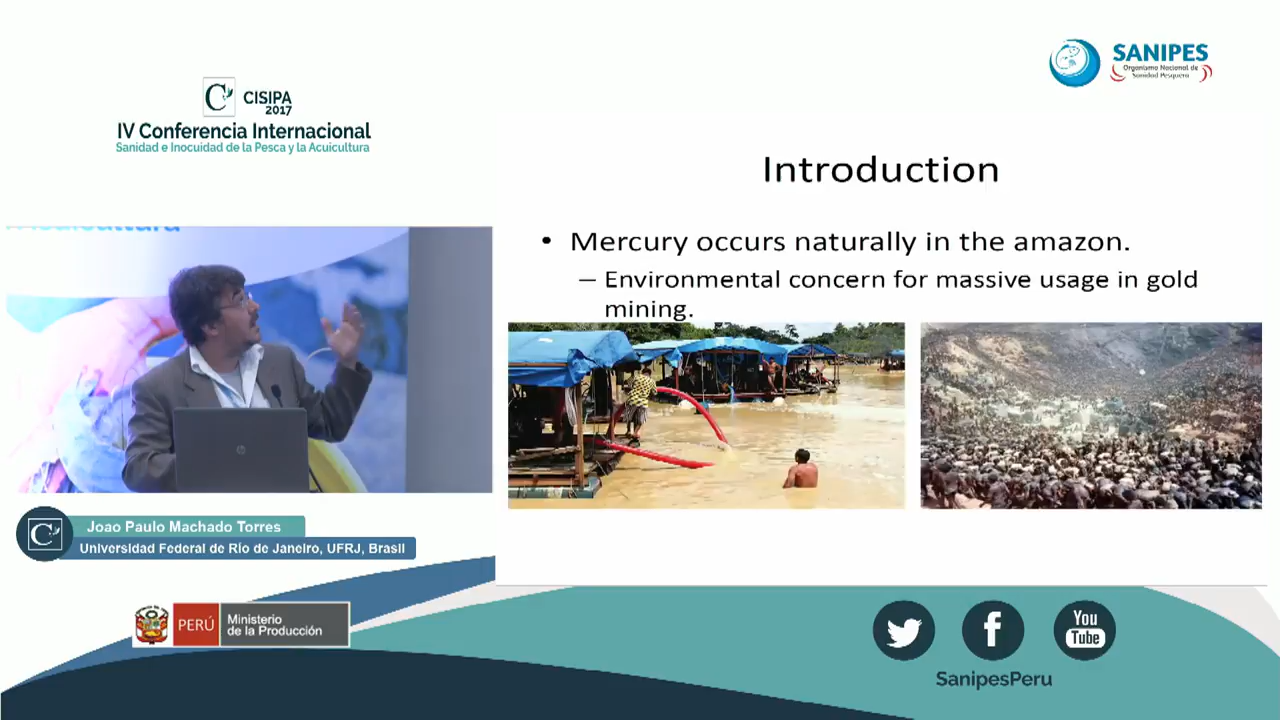 CISIPA
2017
IV Conferencia Internacional
Sanidad e Inocuidad de la Pesca y la Acuicultura
SANIPES
Organismo Nacional de
Sanidad Pesquera
Introduction
• Mercury occurs naturally in the amazon.
– Environmental concern for massive usage in gold
mining.
Joao Paulo Machado Torres
Universidad Federal de Río de Janeiro, UFRJ, Brasil
PERÚ
Ministerio
de la Producción
You
Tube
SanipesPeru